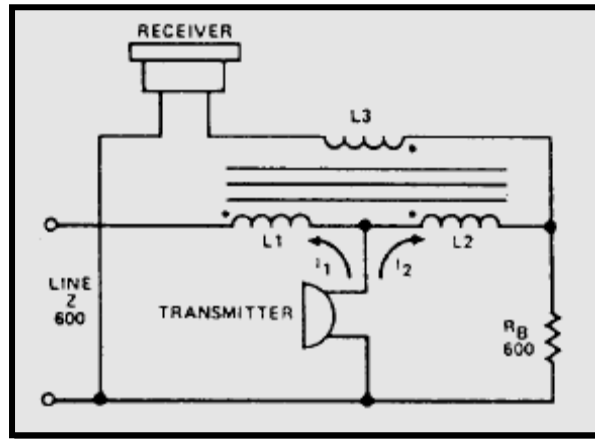 RECEIVER
L3
L1
L2
I1
I2
LINE
Z
600
TRANSMITTER
RB
600